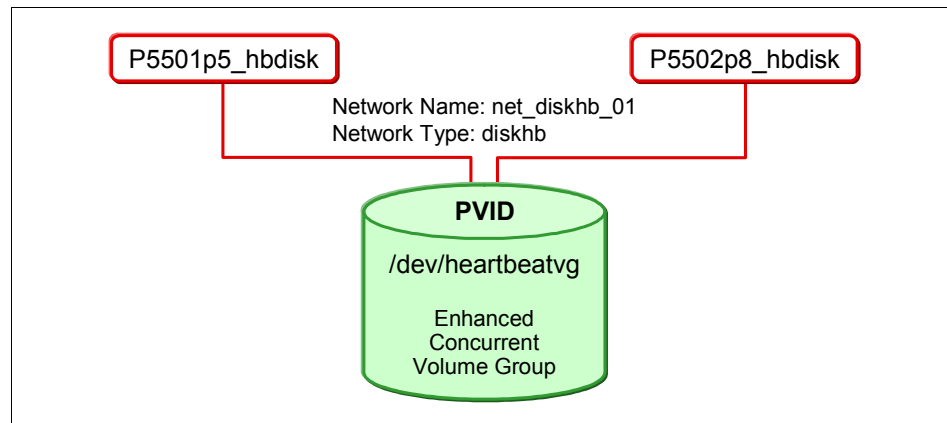 P5501p5_hbdisk
P5502p8_hbdisk
Network Name: net_diskhb_01
Network Type: diskhb
PVID
/dev/heartbeatvg
Enhanced
Concurrent
Volume Group